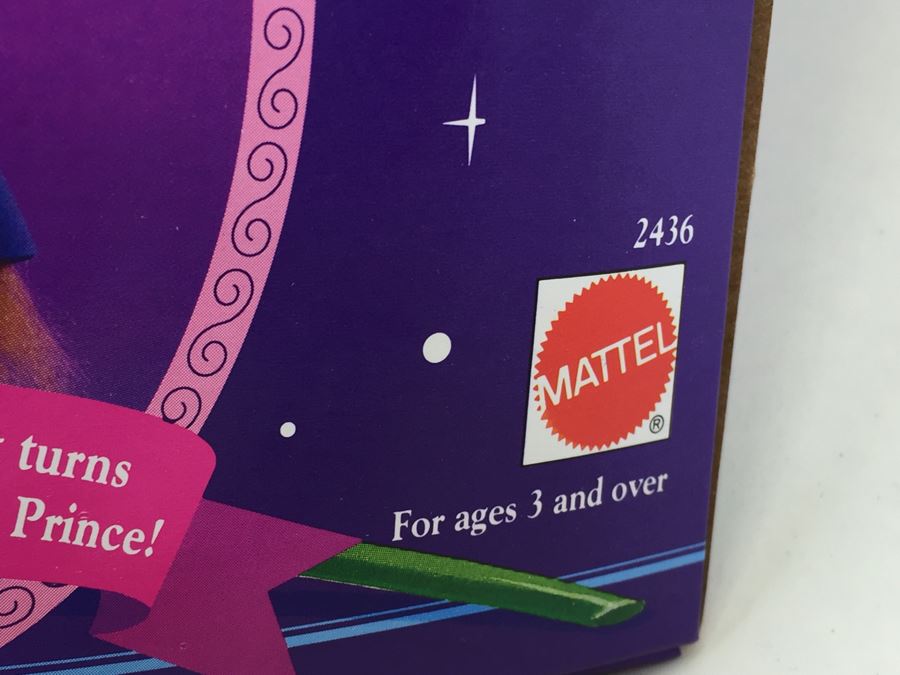 2436
MATTEL
®
For ages 3 and over
turns
Prince!